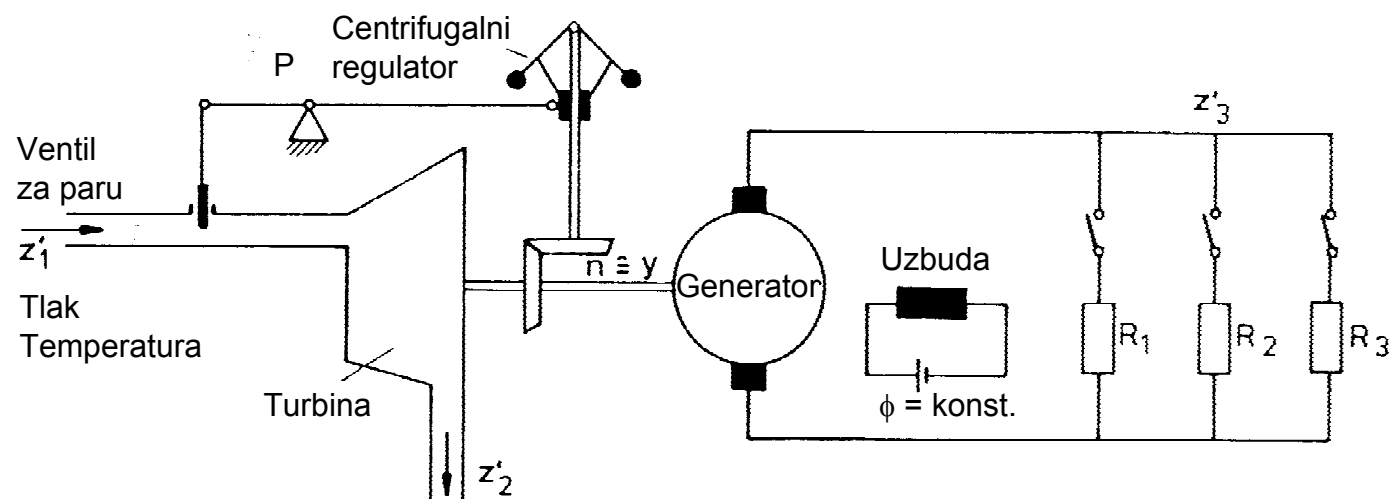 Centrifugalni
regulator
P
z'3
Ventil
za paru
z'1
n ≙ y
Generator
Uzbuda
R1
R2
R3
Tlak
Temperatura
Turbina
ϕ = konst.
z'2